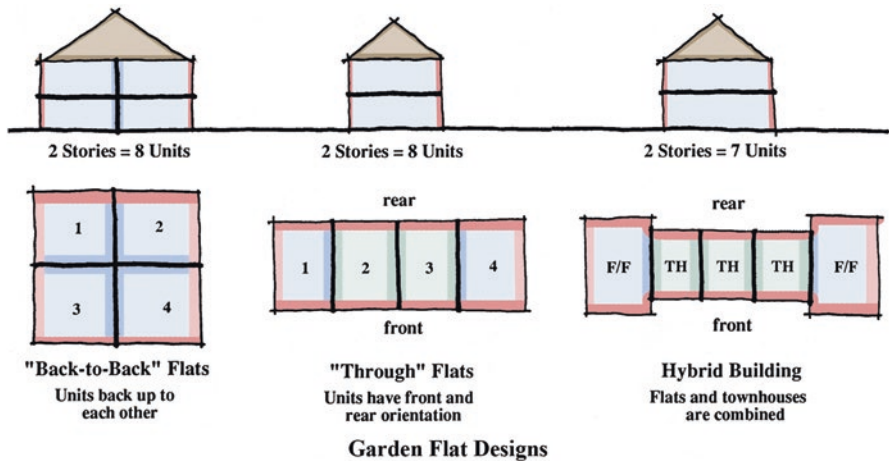 2 Stories = 8 Units
2 Stories = 8 Units
2 Stories = 7 Units
1
2
3
4
"Back-to-Back" Flats
Units back up to
each other
rear
1
2
3
4
front
"Through" Flats
Units have front and
rear orientation
rear
F/F
TH
TH
TH
F/F
front
Hybrid Building
Flats and townhouses
are combined
Garden Flat Designs